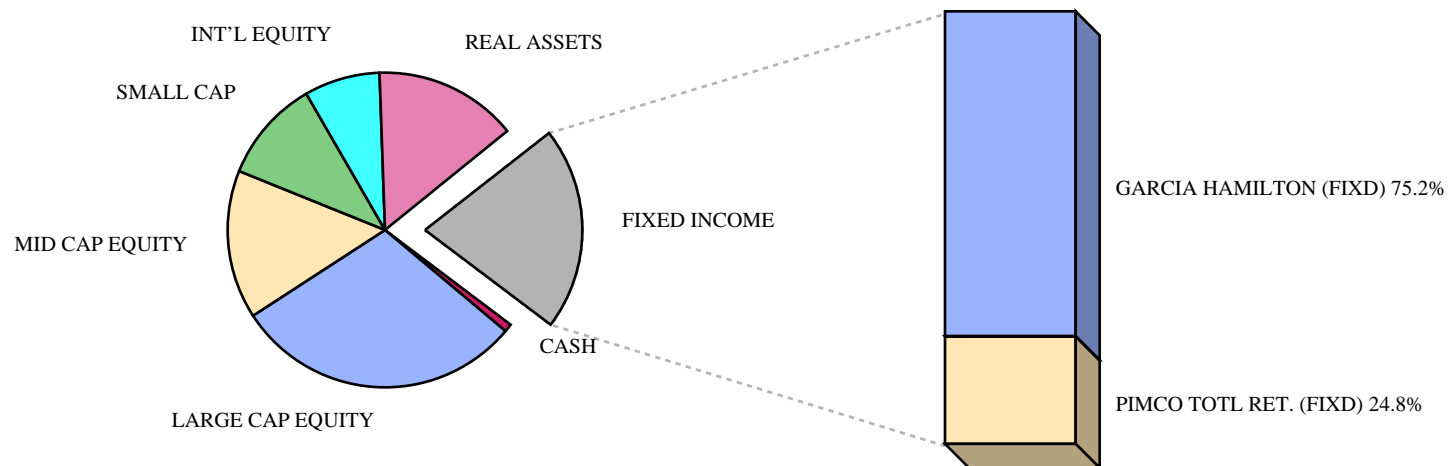 INT'L EQUITY
REAL ASSETS
SMALL CAP
GARCIA HAMILTON (FIXD) 75.2%
FIXED INCOME
MID CAP EQUITY
CASH
PIMCO TOTL RET. (FIXD) 24.8%
LARGE CAP EQUITY